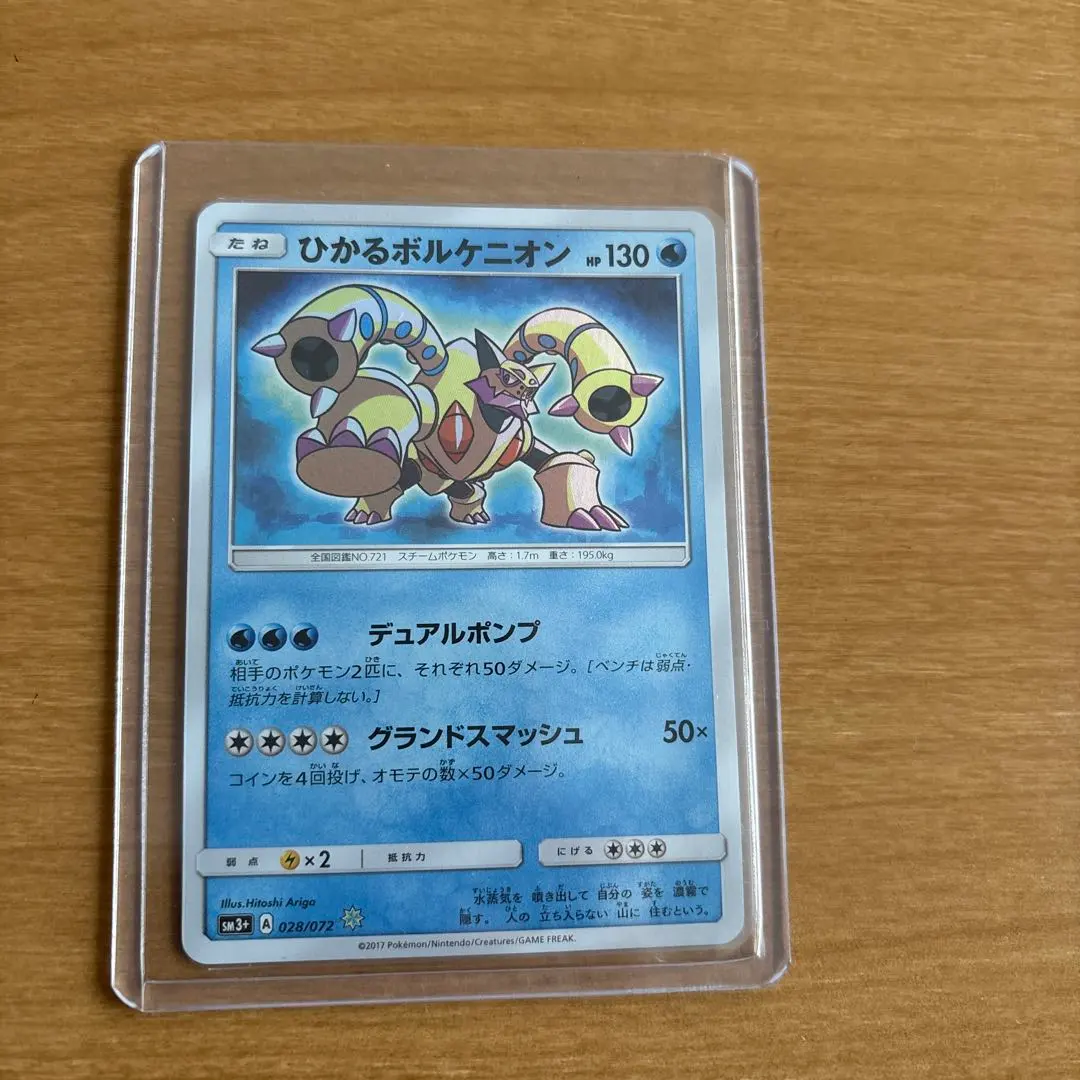 たね ひかるボルケニオン HP 130
全国図鑑NO.721 スチームポケモン 高さ:1.7m 重さ:195.0kg
デュアルポンプ
相手のポケモン2匹に、それぞれ50ダメージ。[ベンチは弱点・
抵抗力を計算しない。]
グランドスマッシュ 50×
コインを4回投げ、オモテの数×50ダメージ。
弱点 ×2 抵抗力 にげる
水蒸気を 噴き出して 自分の 姿を 濃霧で
隠す。 人の 立ち入らない 山に 住むという。
Illus.Hitoshi Ariga
SM3+ A 028/072
©2017 Pokémon/Nintendo/Creatures/GAME FREAK.